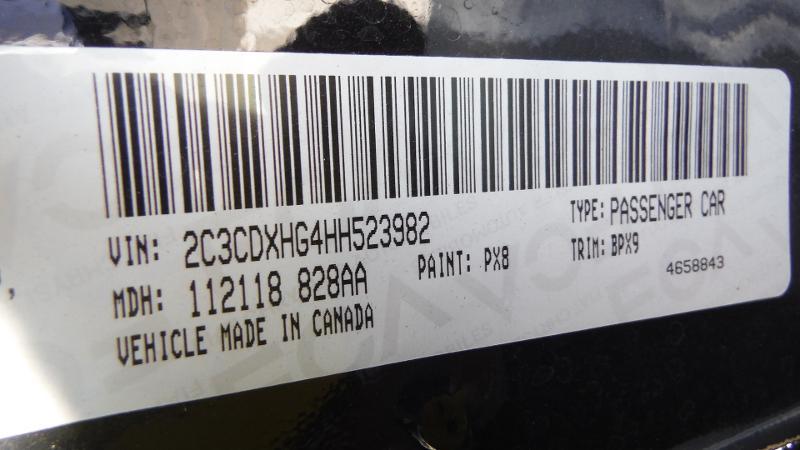 VIN: 2C3CDXHG4HH523982
TYPE: PASSENGER CAR
MDH: 112118 828AA
PAINT: PX8
TRIM: BPX9
VEHICLE MADE IN CANADA
4658843